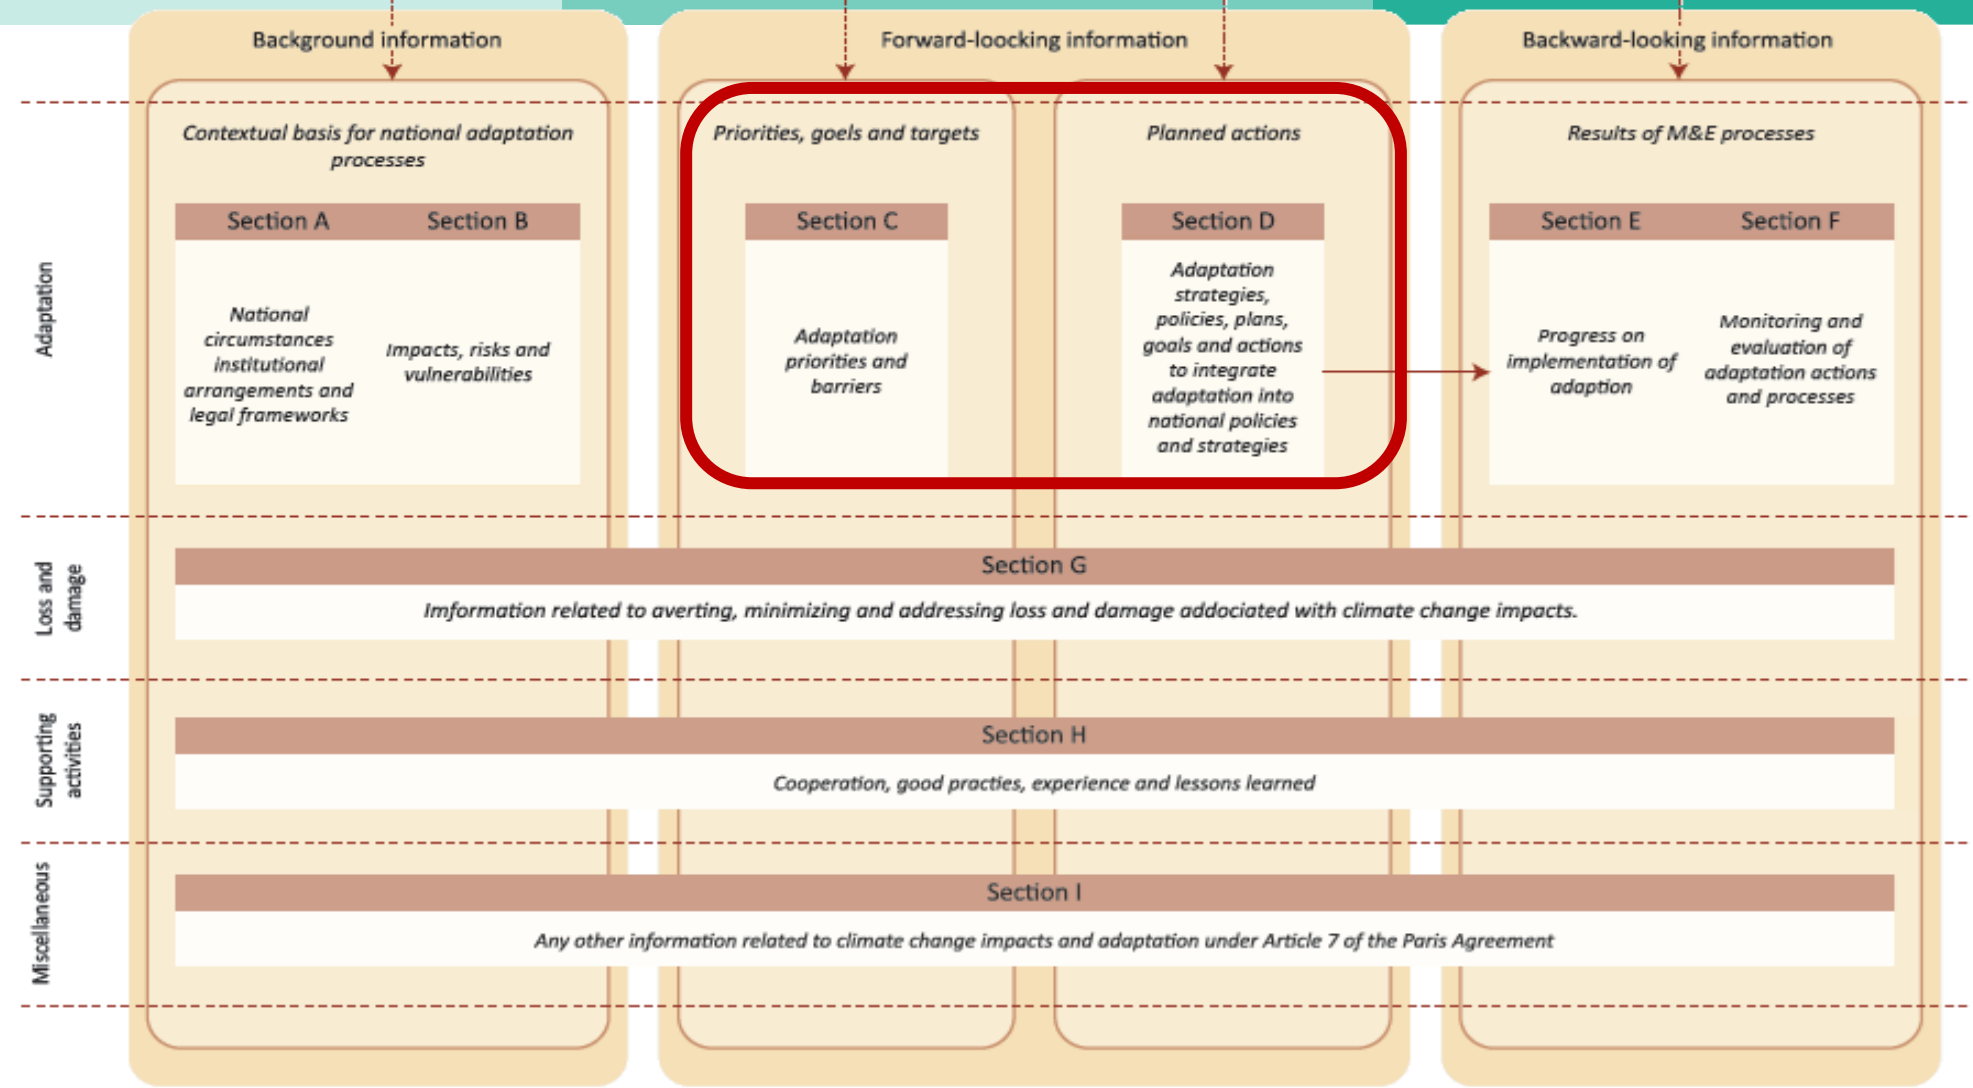 Background information
Forward-loocking information
Backward-looking information
Contextual basis for national adaptation
processes
Priorities, goels and targets
Planned actions
Results of M&E processes
Adaptation
Section A
Section B
Section C
Section D
Section E
Section F
National
circumstances
institutional
arrangements and
legal frameworks
Impacts, risks and
vulnerabilities
Adaptation
priorities and
barriers
Adaptation
strategies,
policies, plans,
goals and actions
to integrate
adaptation into
national policies
and strategies
Progress on
implementation of
adaption
Monitoring and
evaluation of
adaptation actions
and processes
Loss and
damage
Section G
Imformation related to averting, minimizing and addressing loss and damage addociated with climate change impacts.
Supporting
activities
Section H
Cooperation, good practies, experience and lessons learned
Miscellaneous
Section I
Any other information related to climate change impacts and adaptation under Article 7 of the Paris Agreement